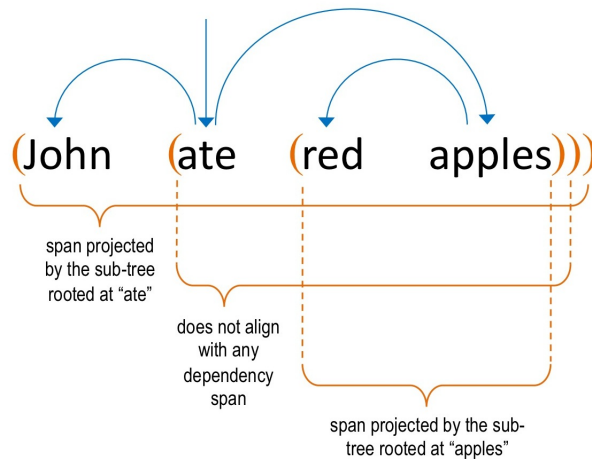 (John (ate (red apples)))
span projected
by the sub-tree
rooted at “ate”
does not align
with any
dependency
span
span projected by the sub-
tree rooted at “apples”